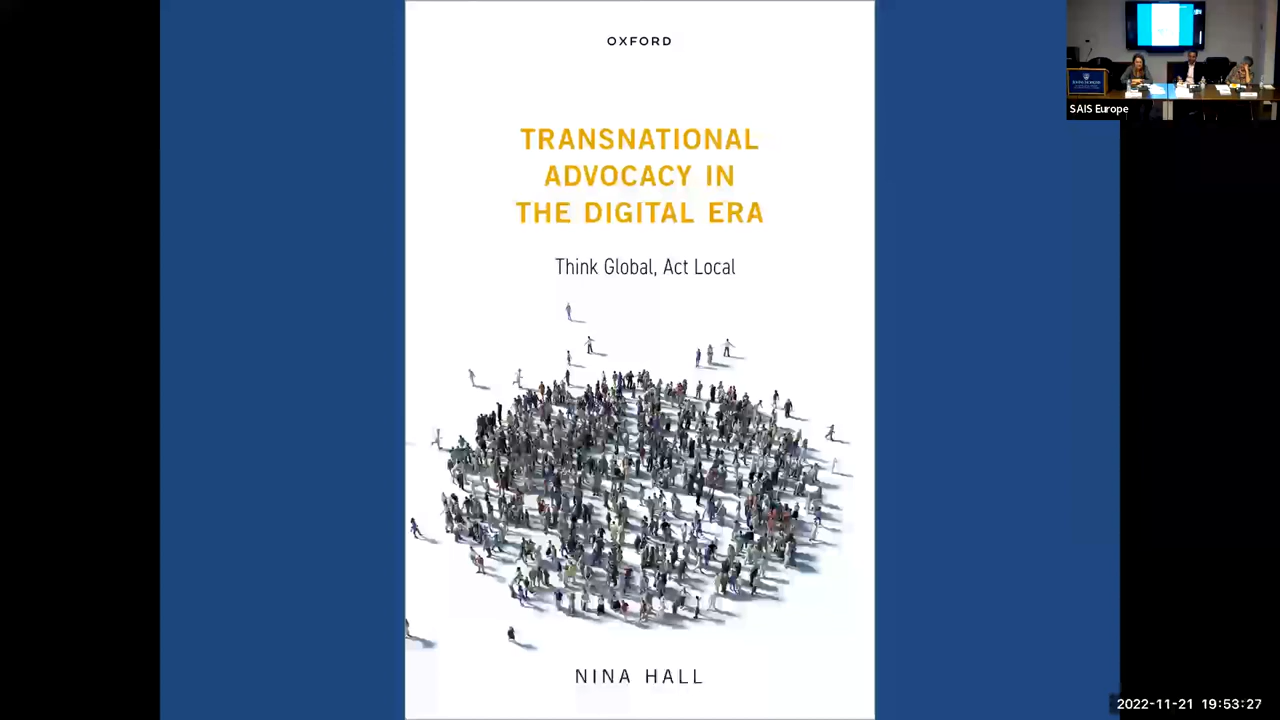 OXFORD
TRANSNATIONAL
ADVOCACY IN
THE DIGITAL ERA
Think Global, Act Local
NINA HALL
SAIS Europe
2022-11-21 19:53:27